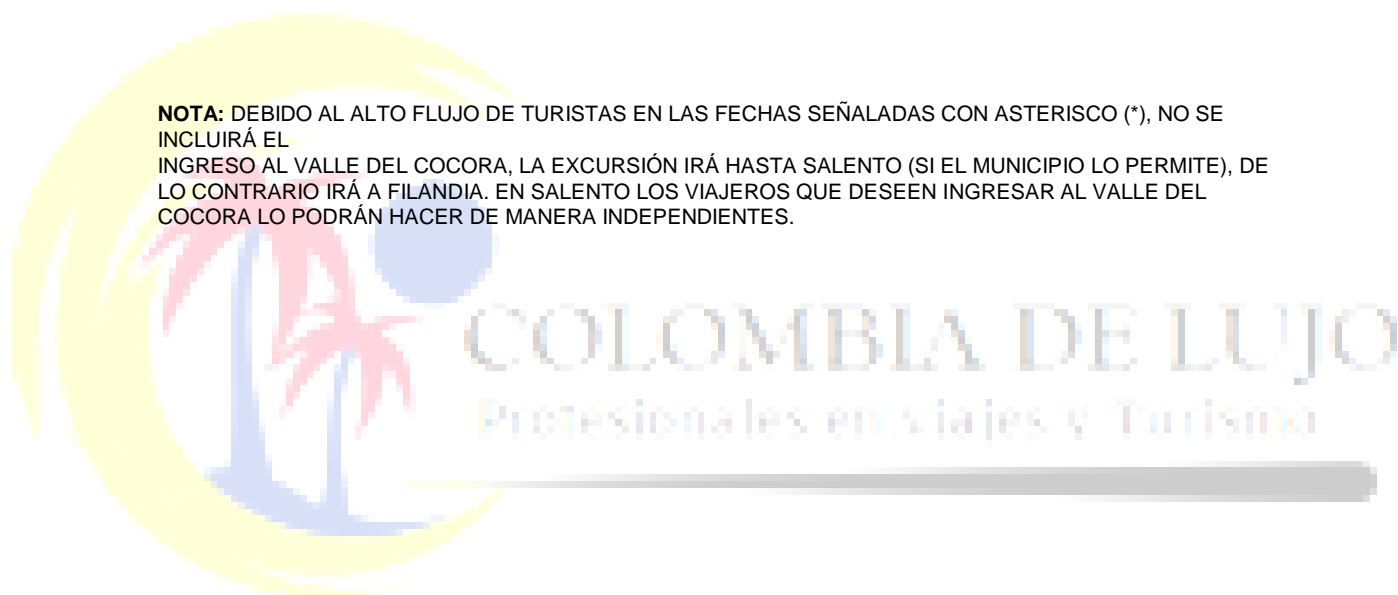 NOTA: DEBIDO AL ALTO FLUJO DE TURISTAS EN LAS FECHAS SEÑALADAS CON ASTERISCO (*), NO SE
INCLUIRÁ EL
INGRESO AL VALLE DEL COCORA, LA EXCURSIÓN IRÁ HASTA SALENTO (SI EL MUNICIPIO LO PERMITE), DE
LO CONTRARIO IRÁ A FILANDIA. EN SALENTO LOS VIAJEROS QUE DESEEN INGRESAR AL VALLE DEL
COCORA LO PODRÁN HACER DE MANERA INDEPENDIENTES.
COLOMBIA DE LUJO
Profesionales en viajes y Turismo